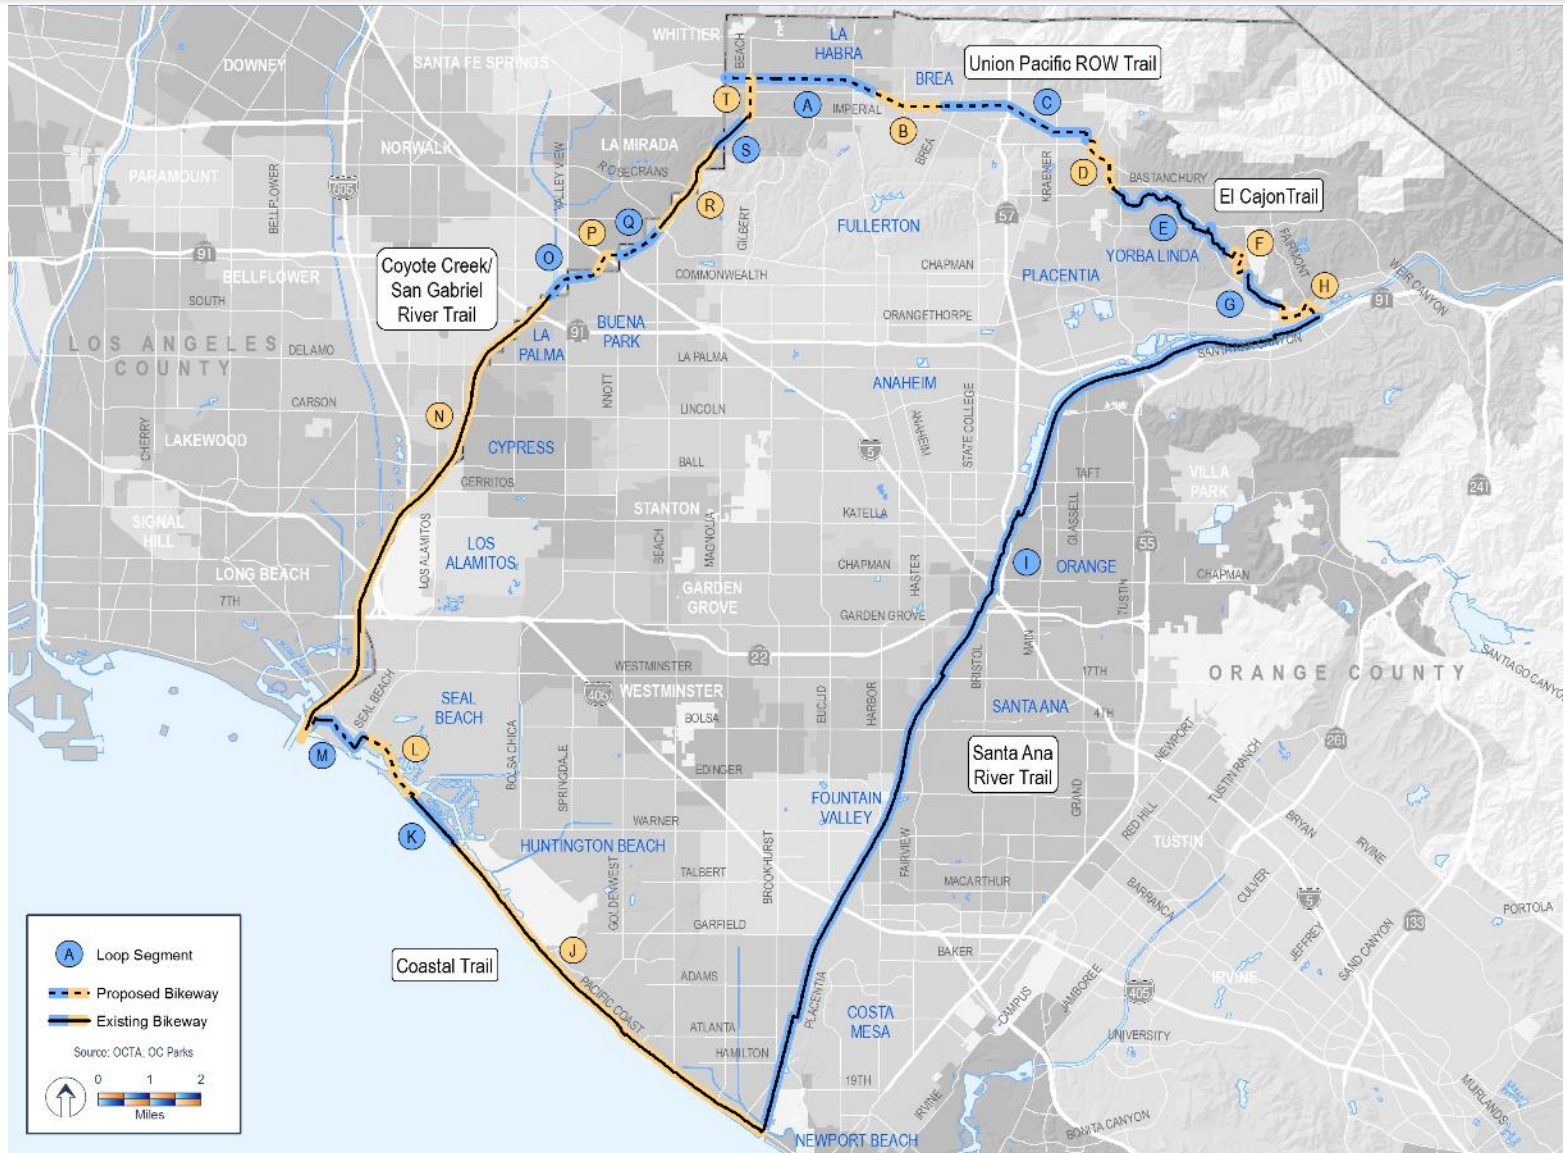 WHITTIER
BEACH
LA
HABRA
DOWNEY
SANTA FE SPRINGS
BREA
Union Pacific ROW Trail
T
A
IMPERIAL
B
C
BREA
NORWALK
LA MIRADA
S
ROSECRANS
605
PARAMOUNT
BELLFLOWER
VALLEY VIEW
D
KRAEMER
BASTANCHURY
El CajonTrail
R
GILBERT
Q
P
FULLERTON
57
E
F
FAIRMONT
YORBA LINDA
91
O
Coyote Creek/
San Gabriel
River Trail
BELLFLOWER
SOUTH
COMMONWEALTH
CHAPMAN
PLACENTIA
G
H
WEIR CANYON
91
ORANGETHORPE
LOS ANGELES
COUNTY
DELAMO
91
BUENA
PARK
LA
PALMA
LA PALMA
SANTA ANA CANYON
ANAHEIM
CARSON
KNOTT
LINCOLN
N
CHERRY
LAKEWOOD
CYPRESS
ANAHEIM
STATE COLLEGE
5
BALL
CERRITOS
TAFT
VILLA
PARK
241
SIGNAL
HILL
STANTON
KATELLA
GLASSELL
LOS ALAMITOS
LOS
ALAMITOS
BEACH
MAGNOLIA
55
LONG BEACH
CHAPMAN
HASTER
I
ORANGE
CHAPMAN
7TH
GARDEN
GROVE
GARDEN GROVE
TUSTIN
22
WESTMINSTER
BRISTOL
MAIN
17TH
ORANGE COUNTY
SANTIAGO CANYON
SEAL BEACH
SEAL
BEACH
405
WESTMINSTER
BOLSA
EUCLID
HARBOR
SANTA ANA
4TH
NEWPORT
261
M
L
BOLSA CHICA
SPRINGDALE
EDINGER
Santa Ana
River Trail
GRAND
TUSTIN RANCH
FOUNTAIN
VALLEY
RED HILL
K
WARNER
HUNTINGTON BEACH
FAIRVIEW
TUSTIN
BRYAN
IRVINE
GOLDENWEST
TALBERT
BROOKHURST
MACARTHUR
BARRANCA
CULVER
5
PORTOLA
GARFIELD
133
JEFFREY
SAND CANYON
J
BAKER
Coastal Trail
ADAMS
PACIFIC COAST
PLACENTIA
CAMPUS
JAMBOREE
405
IRVINE
COSTA
MESA
ATLANTA
UNIVERSITY
HAMILTON
19TH
IRVINE
MUIRLANDS
BONITA CANYON
NEWPORT BEACH
A Loop Segment
Proposed Bikeway
Existing Bikeway
Source: OCTA, OC Parks
0 1 2
Miles